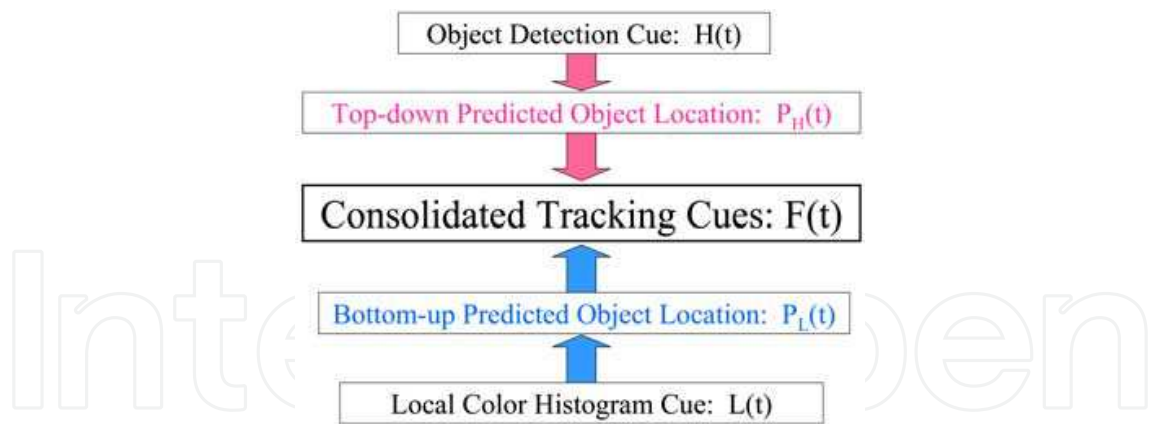 Object Detection Cue: H(t)
Top-down Predicted Object Location: P_H(t)
Consolidated Tracking Cues: F(t)
Bottom-up Predicted Object Location: P_L(t)
Local Color Histogram Cue: L(t)